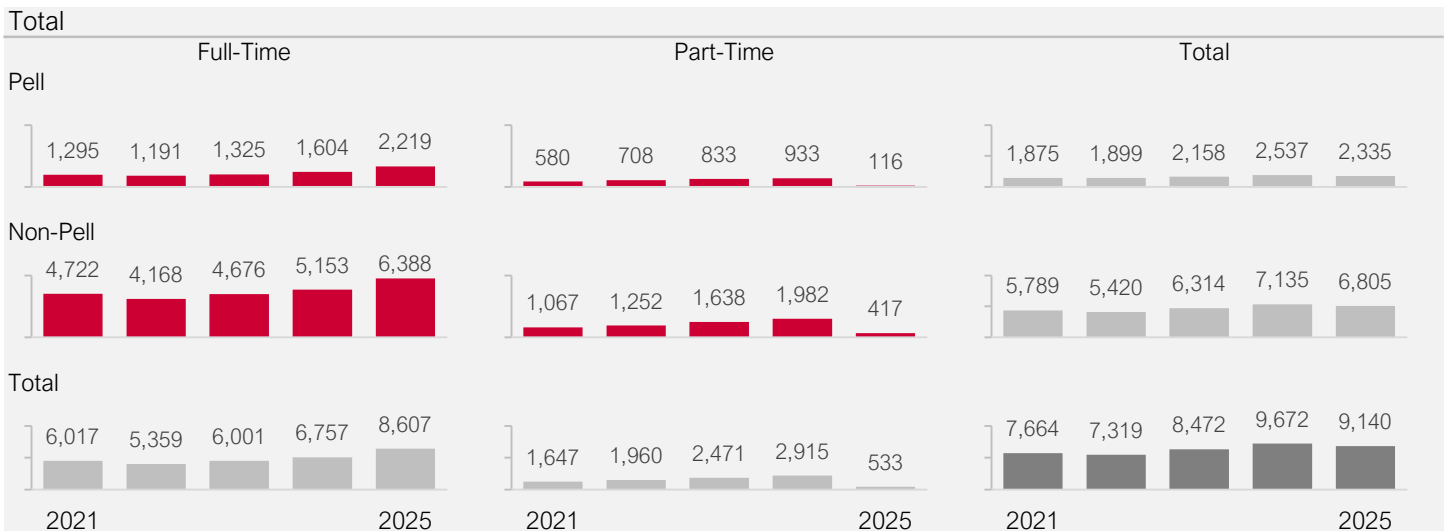 Total
Full-Time Part-Time Total
Pell
1,295 1,191 1,325 1,604 2,219 580 708 833 933 116 1,875 1,899 2,158 2,537 2,335
Non-Pell
4,722 4,168 4,676 5,153 6,388 1,067 1,252 1,638 1,982 417 5,789 5,420 6,314 7,135 6,805
Total
6,017 5,359 6,001 6,757 8,607 1,647 1,960 2,471 2,915 533 7,664 7,319 8,472 9,672 9,140
2021 2025 2021 2025 2021 2025